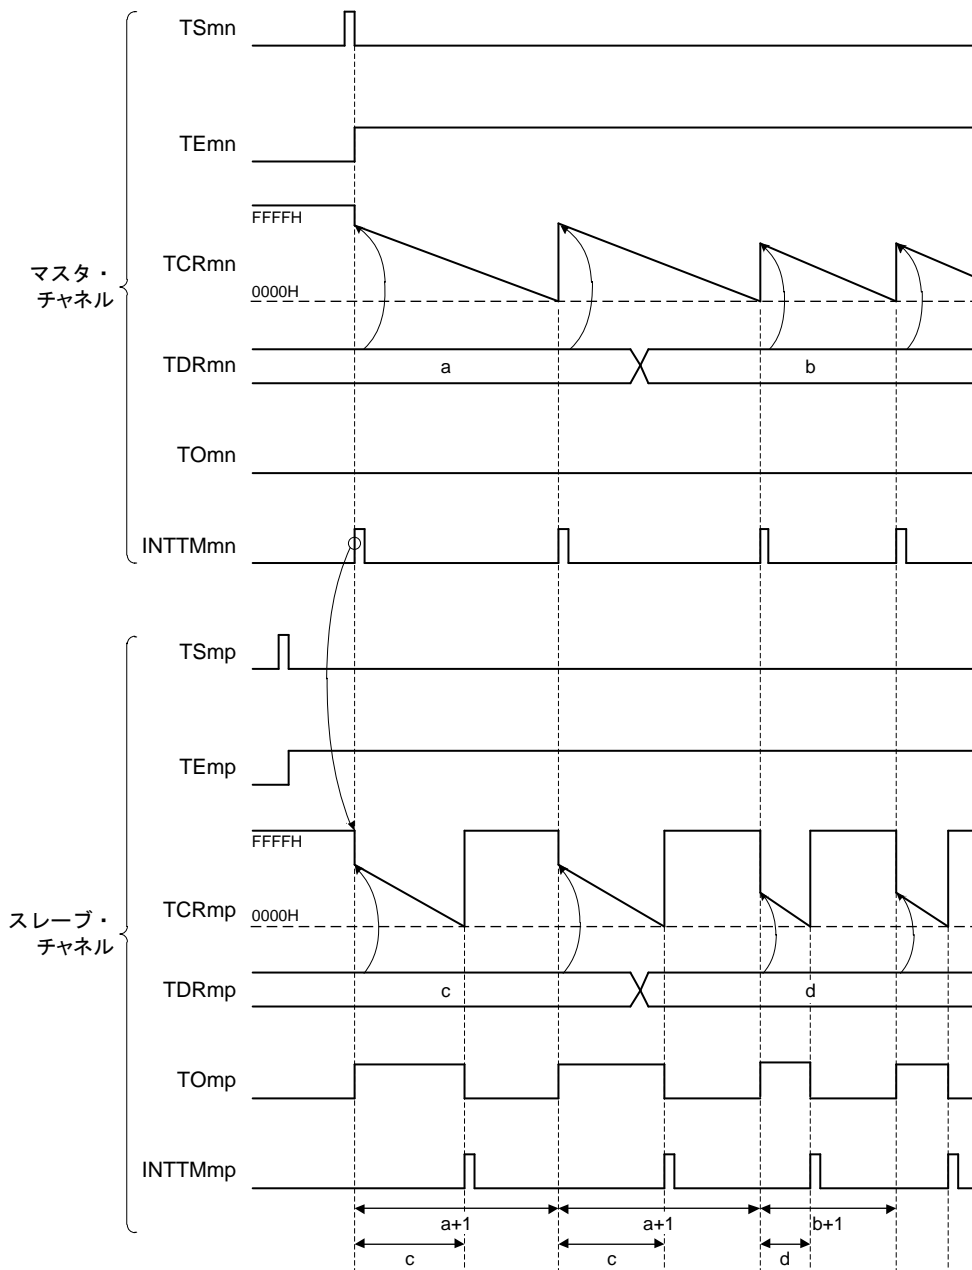 TSmn
TEmn
FFFFH
TCRmn
0000H
マスタ・
チャネル
TDRmn
a
b
TOmn
INTTMmn
TSmp
TEmp
FFFFH
TCRmp
0000H
スレーブ・
チャネル
TDRmp
c
d
TOmp
INTTMmp
a+1
a+1
b+1
c
c
d